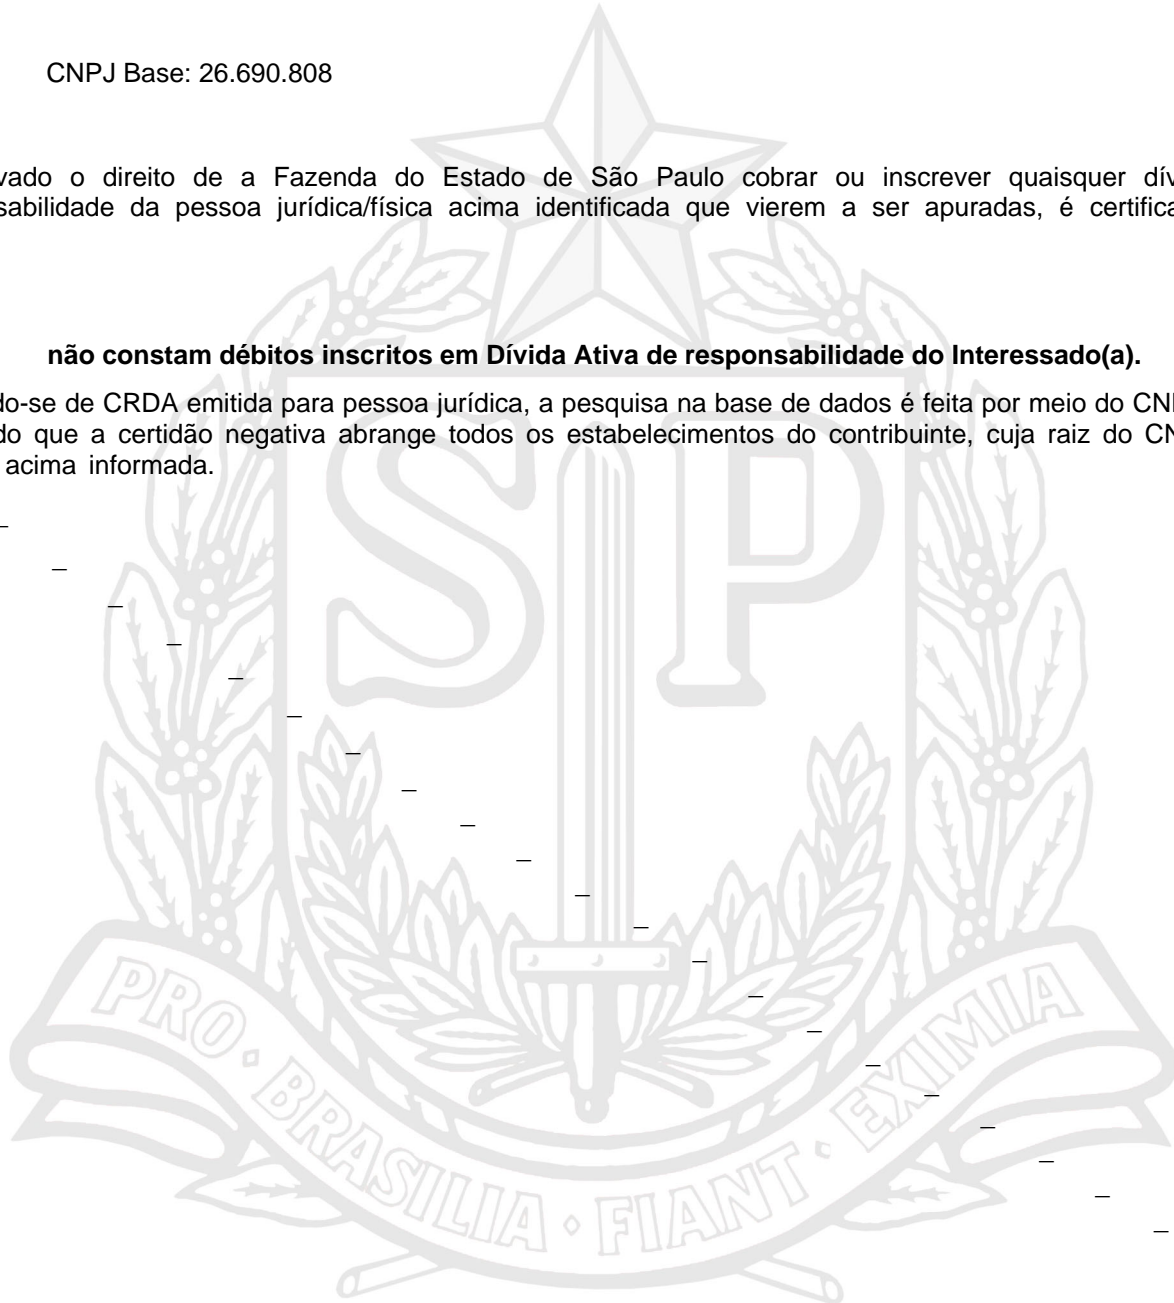 CNPJ Base: 26.690.808
vado o direito de a Fazenda do Estado de São Paulo cobrar ou inscrever quaisquer dív
sabilidade da pessoa jurídica/física acima identificada que vierem a ser apuradas, é certifica
não constam débitos inscritos em Dívida Ativa de responsabilidade do Interessado(a).
do-se de CRDA emitida para pessoa jurídica, a pesquisa na base de dados é feita por meio do CN
do que a certidão negativa abrange todos os estabelecimentos do contribuinte, cuja raiz do CN
acima informada.
SP
PRO · BRASILIA · FIANT · EXIMIA